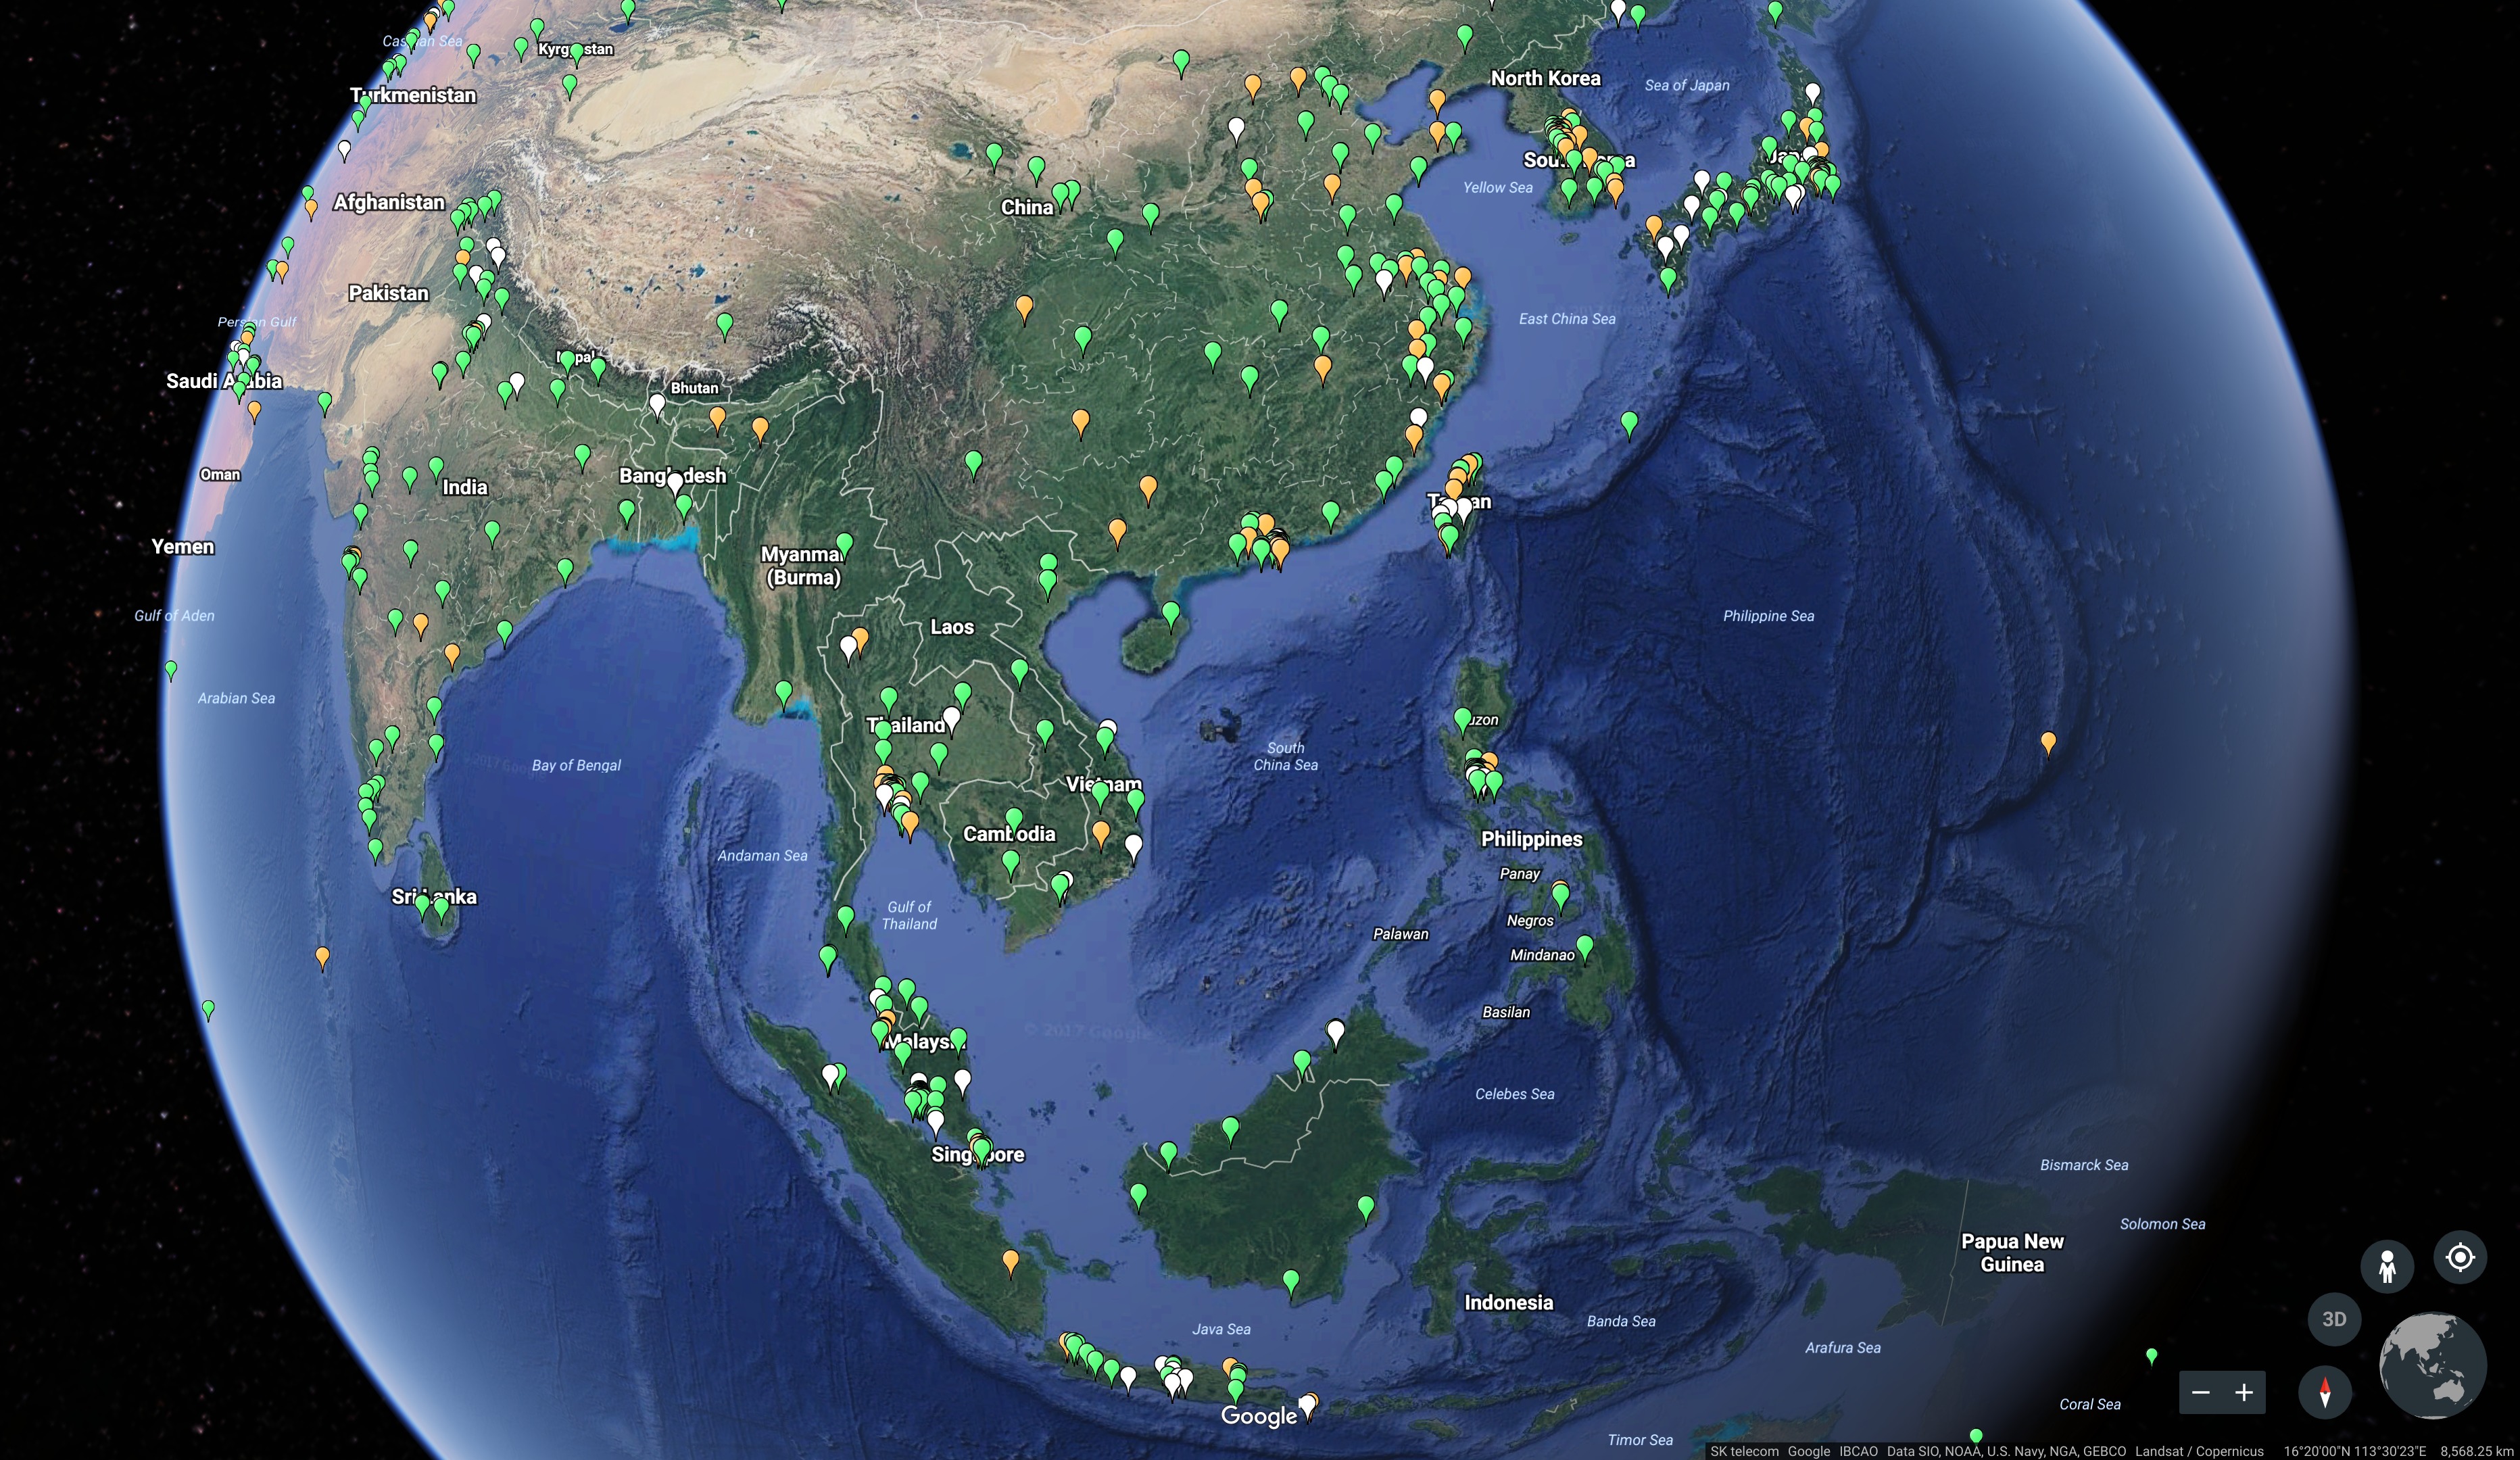 Caspian Sea
Kyrgyzstan
North Korea
Sea of Japan
Turkmenistan
South Korea
Japan
Yellow Sea
Afghanistan
China
Pakistan
Persian Gulf
East China Sea
Nepal
Saudi Arabia
Bhutan
Oman
Bangladesh
India
Taiwan
Yemen
Myanmar
(Burma)
Gulf of Aden
Philippine Sea
Laos
Arabian Sea
Luzon
Thailand
South
China Sea
Bay of Bengal
Vietnam
Cambodia
Philippines
Andaman Sea
Panay
Sri Lanka
Gulf of
Thailand
Negros
Palawan
Mindanao
Basilan
Malaysia
Celebes Sea
Singapore
Bismarck Sea
Solomon Sea
Papua New
Guinea
Indonesia
3D
Banda Sea
Java Sea
Arafura Sea
Coral Sea
Google
Timor Sea
SK telecom Google IBCAO Data SIO, NOAA, U.S. Navy, NGA, GEBCO Landsat / Copernicus 16°20'00"N 113°30'23"E 8,568.25 km